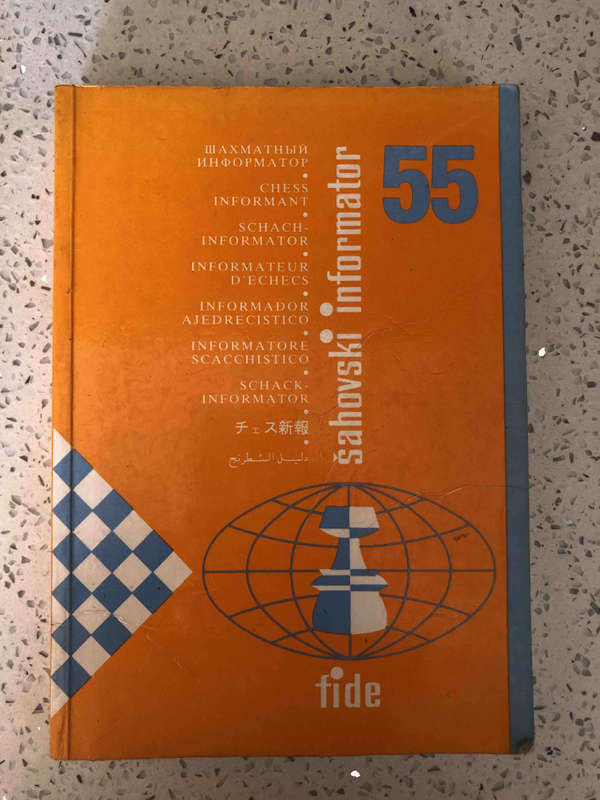 ШАХМАТНЫЙ
ИНФОРМАТОР
CHESS
INFORMANT
SCHACH-
INFORMATOR
INFORMATEUR
D'ECHECS
INFORMAĐOR
AJEDRECISTICO
INFORMATORE
SCACCHISTICO
SCHACK-
INFORMATOR
チェス新報
دليل الشطرنج
šahovski informator
55
fide